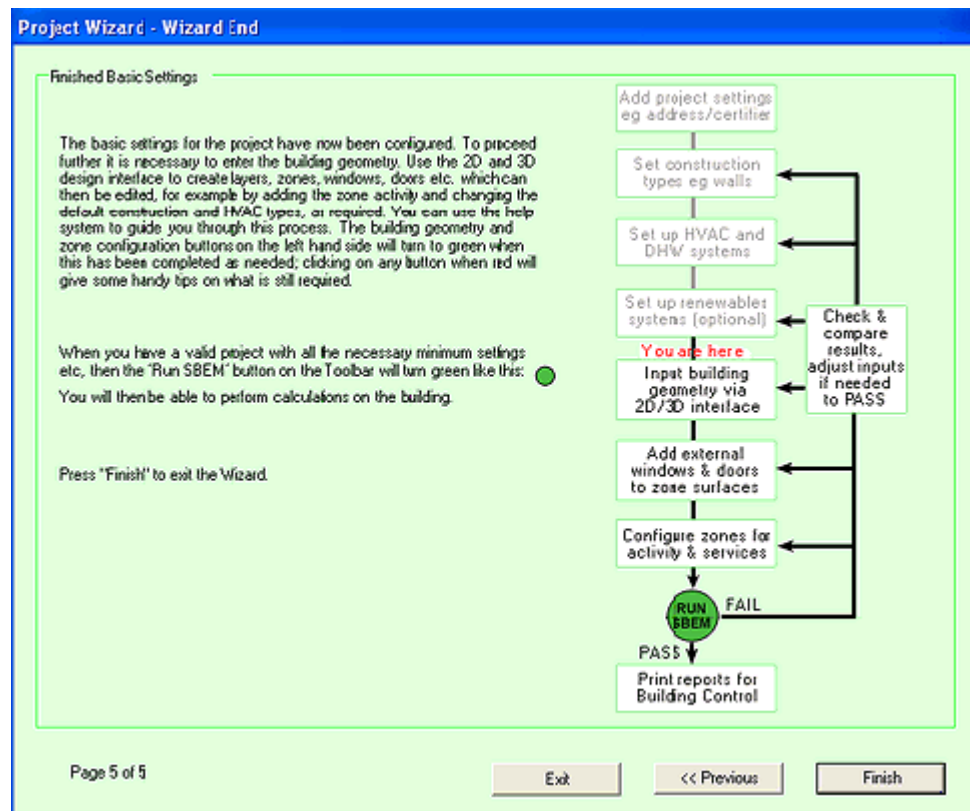 Project Wizard - Wizard End
Finished Basic Settings
The basic settings for the project have now been configured. To proceed
further it is necessary to enter the building geometry. Use the 2D and 3D
design interface to create layers, zones, windows, doors etc. which can
then be edited, for example by adding the zone activity and changing the
default construction and HVAC types, as required. You can use the help
system to guide you through this process. The building geometry and
zone configuration buttons on the left hand side will turn to green when
this has been completed as needed; clicking on any button when red will
give some handy tips on what is still required.
When you have a valid project with all the necessary minimum settings
etc, then the "Run SBEM" button on the Toolbar will turn green like this:
You will then be able to perform calculations on the building.
Press "Finish" to exit the Wizard.
Add project settings
eg address/certifier
Set construction
types eg walls
Set up HVAC and
DHW systems
Set up renewables
systems (optional)
You are here
Input building
geometry via
2D/3D interface
Add external
windows & doors
to zone surfaces
Configure zones for
activity & services
RUN
SBEM
FAIL
PASS
Print reports for
Building Control
Check &
compare
results,
adjust inputs
if needed
to PASS
Page 5 of 5
Exit
<< Previous
Finish